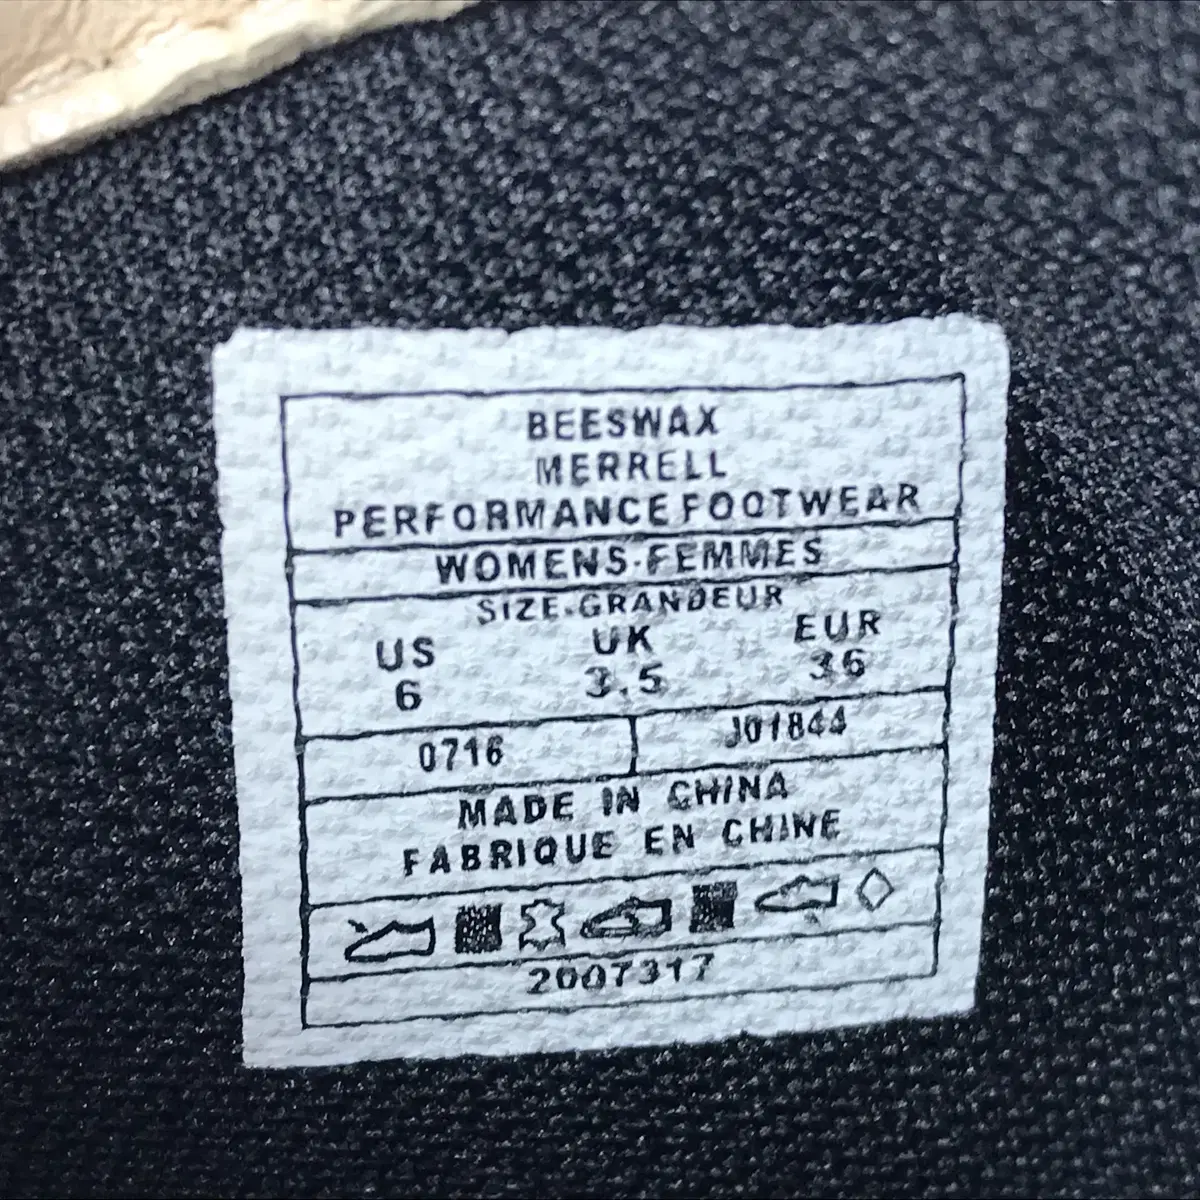 BEESWAX
MERRELL
PERFORMANCE FOOTWEAR
WOMENS-FEMMES
SIZE-GRANDEUR
US UK EUR
6 3.5 36
0716 J01844
MADE IN CHINA
FABRIQUE EN CHINE
2007317